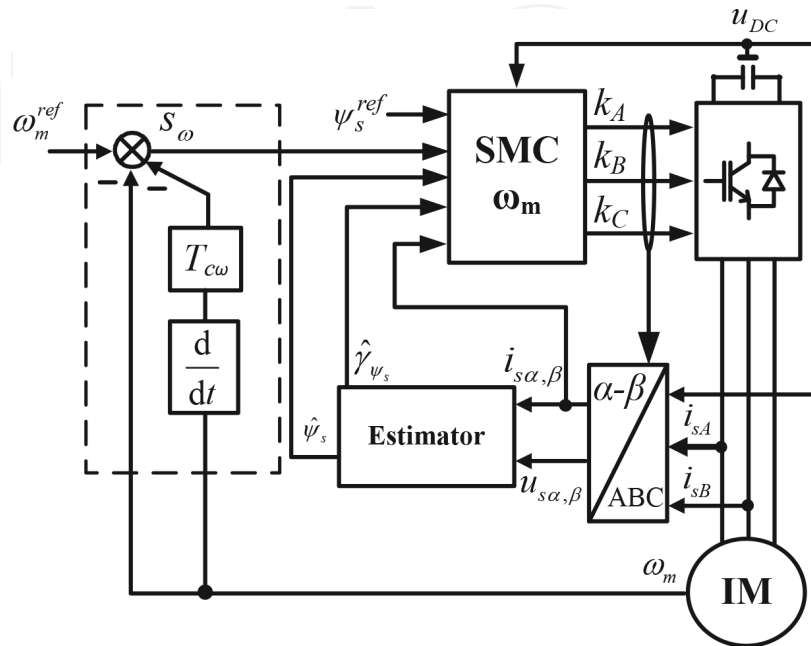 u_DC
ω_m^ref
s_ω
ψ_s^ref
SMC
ω_m
k_A
k_B
k_C
T_cω
d
dt
γ̂_ψ_s
ψ̂_s
i_sα,β
Estimator
u_sα,β
α-β
ABC
i_sA
i_sB
ω_m
IM